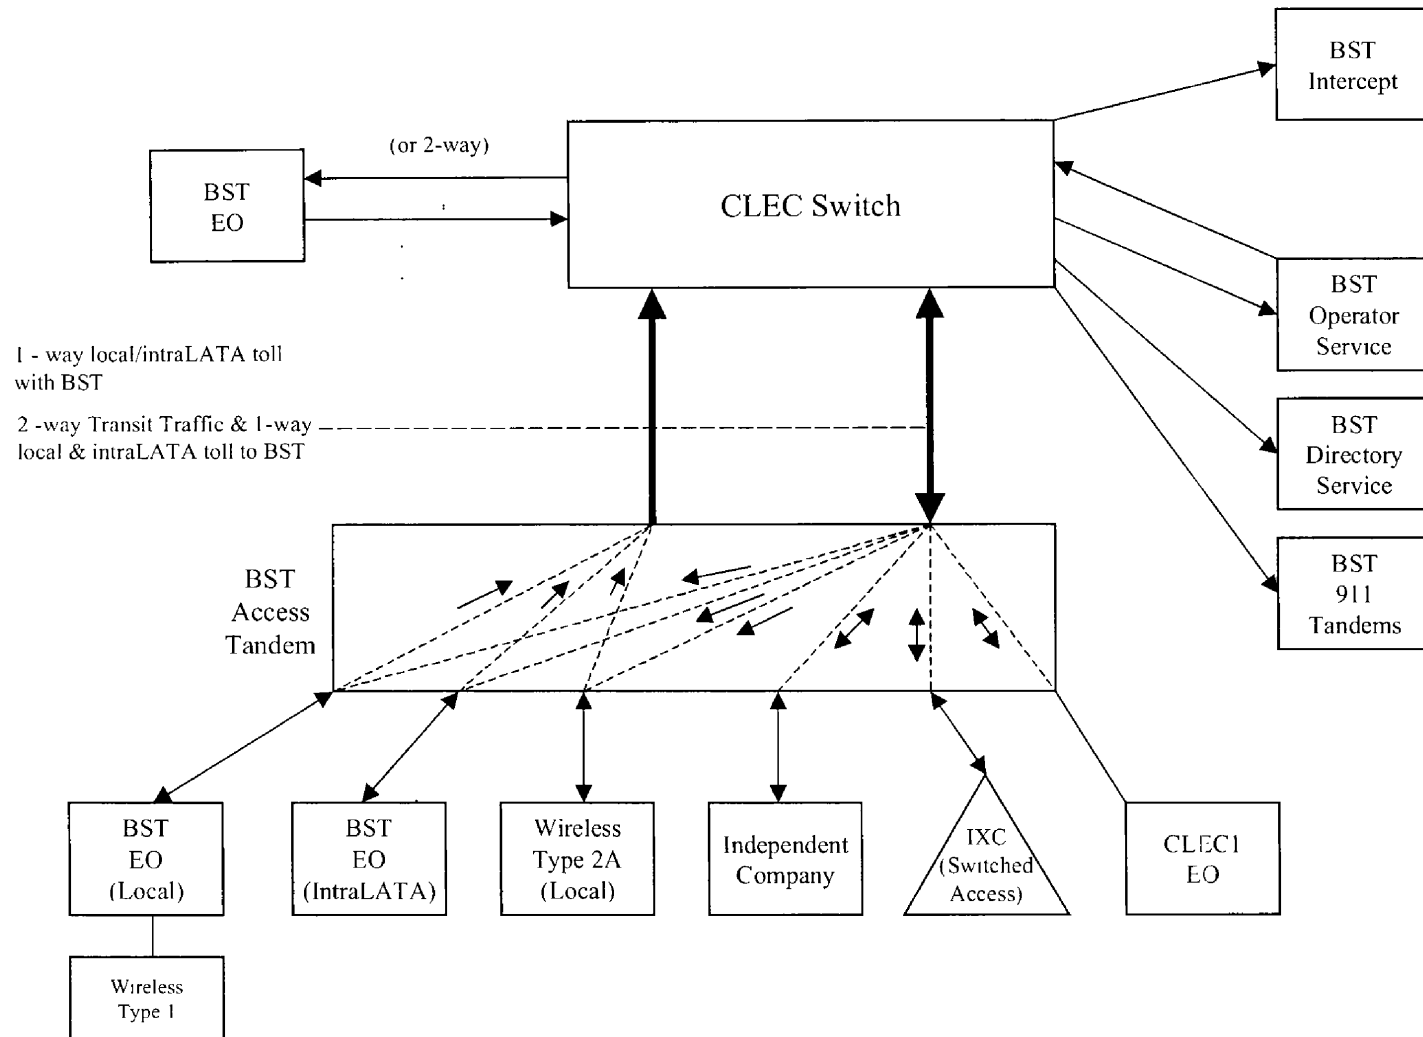 BST
Intercept
(or 2-way)
BST
EO
CLEC Switch
BST
Operator
Service
1 - way local/intraLATA toll
with BST
2 -way Transit Traffic & 1-way
local & intraLATA toll to BST
BST
Directory
Service
BST
Access
Tandem
BST
911
Tandems
BST
EO
(Local)
BST
EO
(IntraLATA)
Wireless
Type 2A
(Local)
Independent
Company
IXC
(Switched
Access)
CLEC1
EO
Wireless
Type 1